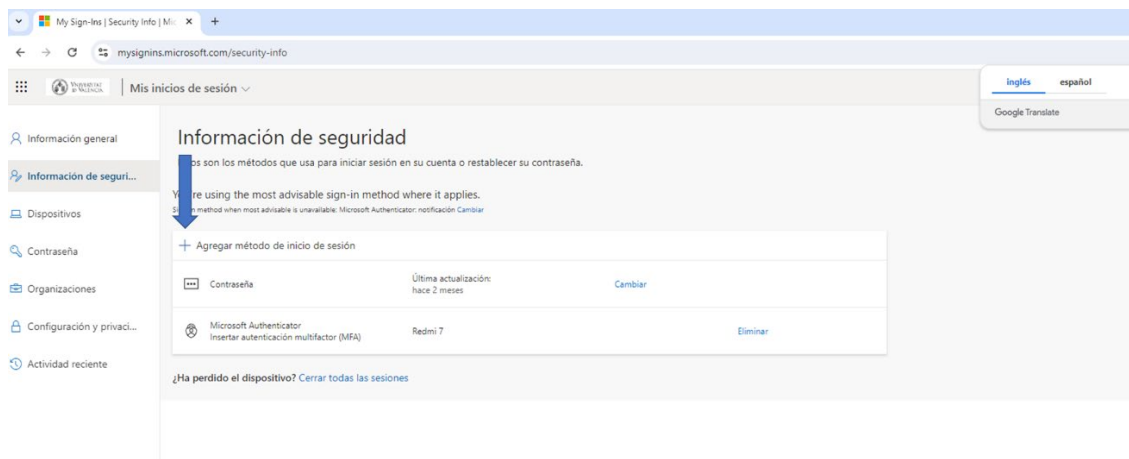 My Sign-Ins | Security Info | Mic
mysignins.microsoft.com/security-info
Mis inicios de sesión
inglés español
Google Translate
Información general
Información de seguri...
Dispositivos
Contraseña
Organizaciones
Configuración y privaci...
Actividad reciente
Información de seguridad
os son los métodos que usa para iniciar sesión en su cuenta o restablecer su contraseña.
re using the most advisable sign-in method where it applies.
method when most advisable is unavailable: Microsoft Authenticator: notificación Cambiar
Agregar método de inicio de sesión
Contraseña
Última actualización:
hace 2 meses
Cambiar
Microsoft Authenticator
Insertar autenticación multifactor (MFA)
Redmi 7
Eliminar
¿Ha perdido el dispositivo? Cerrar todas las sesiones